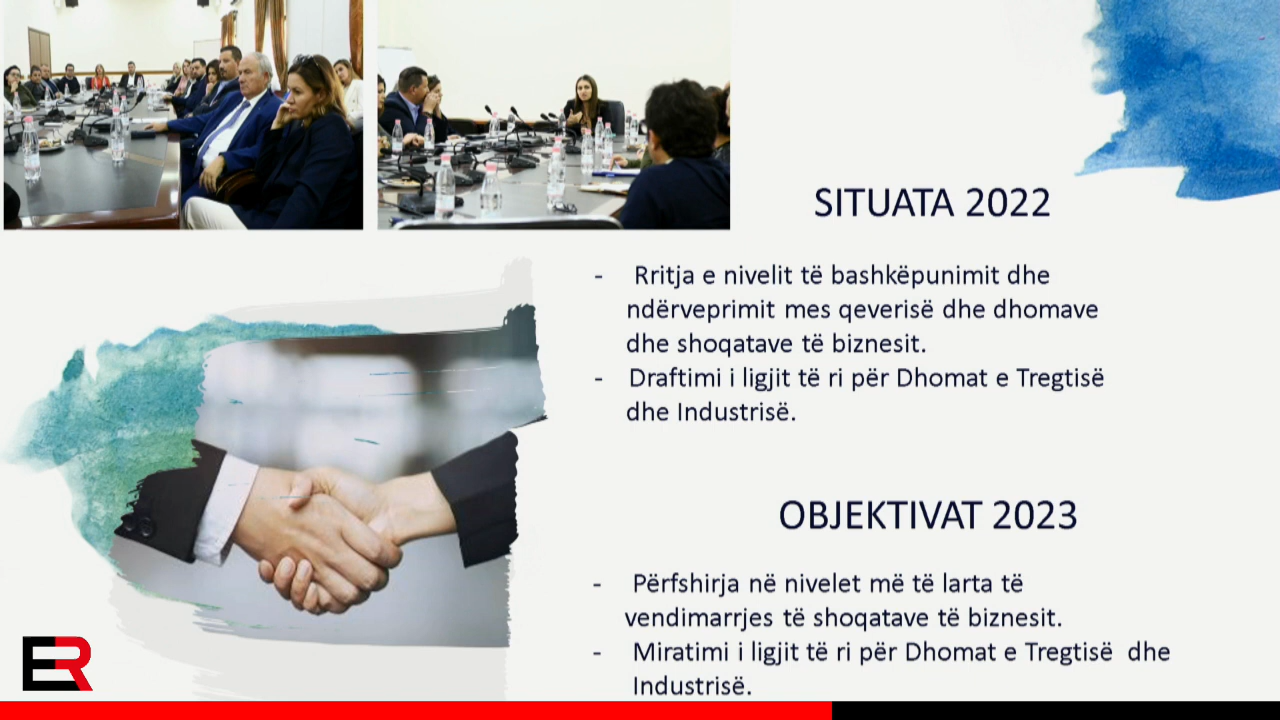 SITUATA 2022
- Rritja e nivelit të bashkëpunimit dhe
ndërveprimit mes qeverisë dhe dhomave
dhe shoqatave të biznesit.
- Draftimi i ligjit të ri për Dhomat e Tregtisë
dhe Industrisë.
OBJEKTIVAT 2023
- Përfshirja në nivelet më të larta të
vendimarrjes të shoqatave të biznesit.
- Miratimi i ligjit të ri për Dhomat e Tregtisë dhe
Industrisë.
ER